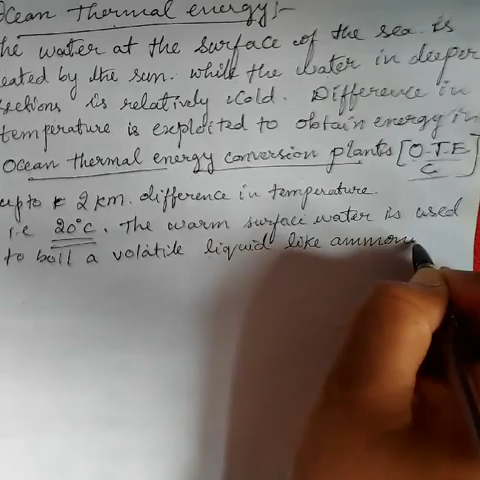 Ocean Thermal energy:-
The water at the surface of the sea is
heated by the sun. while the water in deeper
sections is relatively cold. Difference in
temperature is exploited to obtain energy in
Ocean thermal energy conversion plants [O-T-E
C]
upto 2 km. difference in temperature.
i.e 20°C. The warm surface water is used
to boil a volatile liquid like ammon